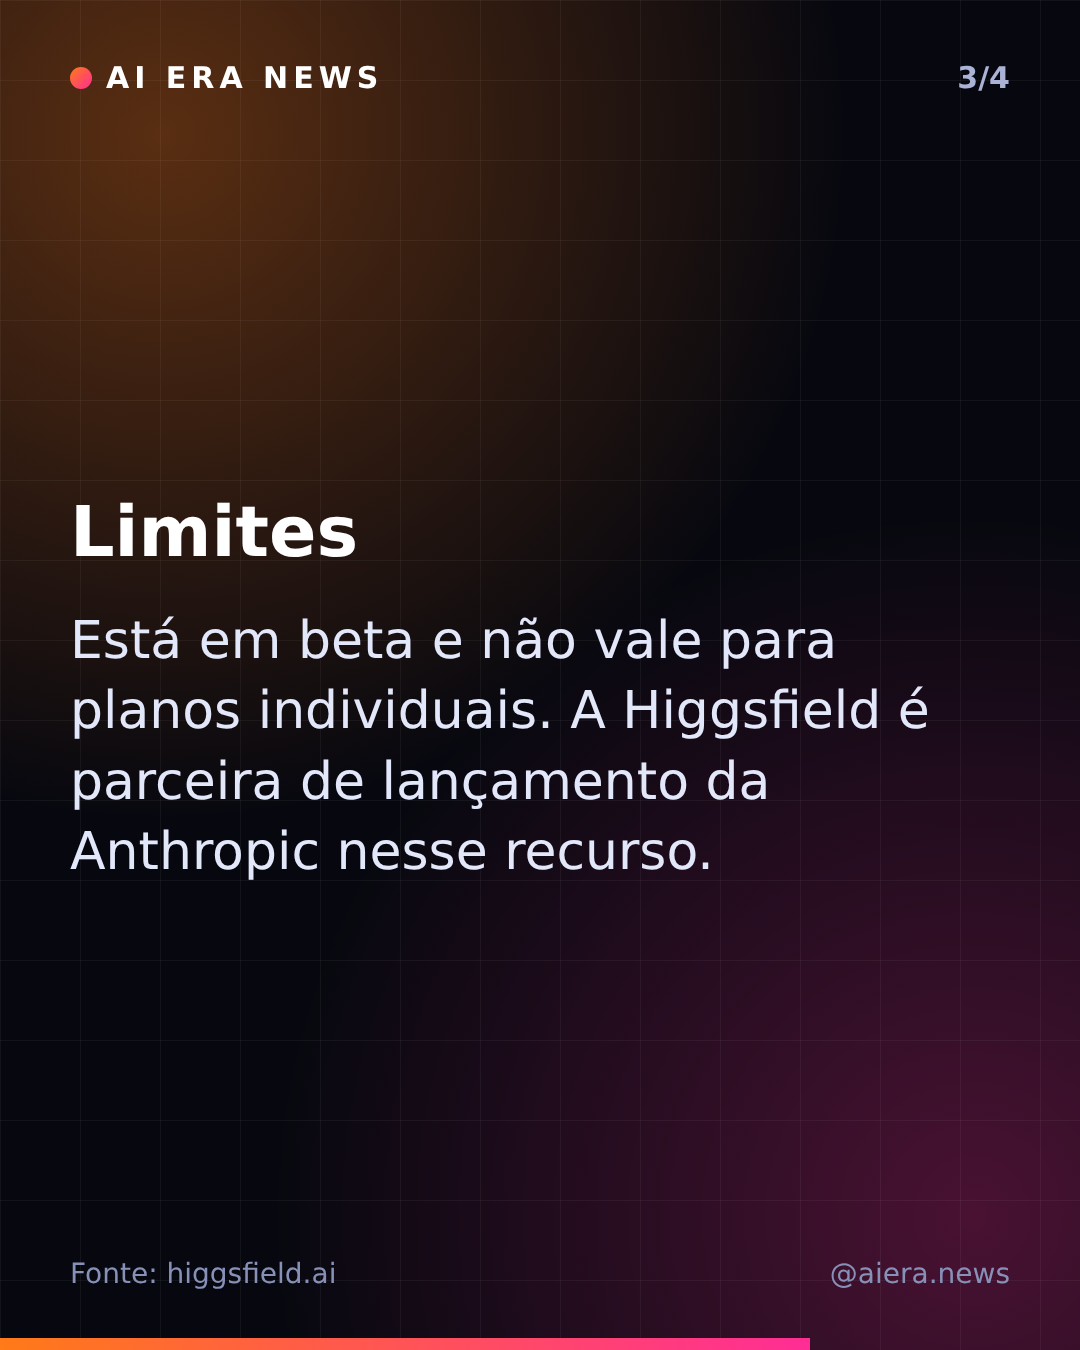 AI ERA NEWS
3/4
Limites
Está em beta e não vale para
planos individuais. A Higgsfield é
parceira de lançamento da
Anthropic nesse recurso.
Fonte: higgsfield.ai
@aiera.news